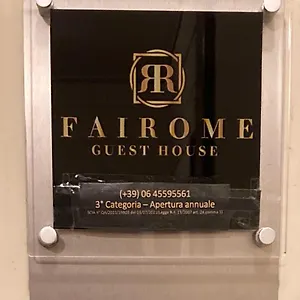 RR
FAIROME
GUEST HOUSE
(+39) 06 45595561
3° Categoria – Apertura annuale